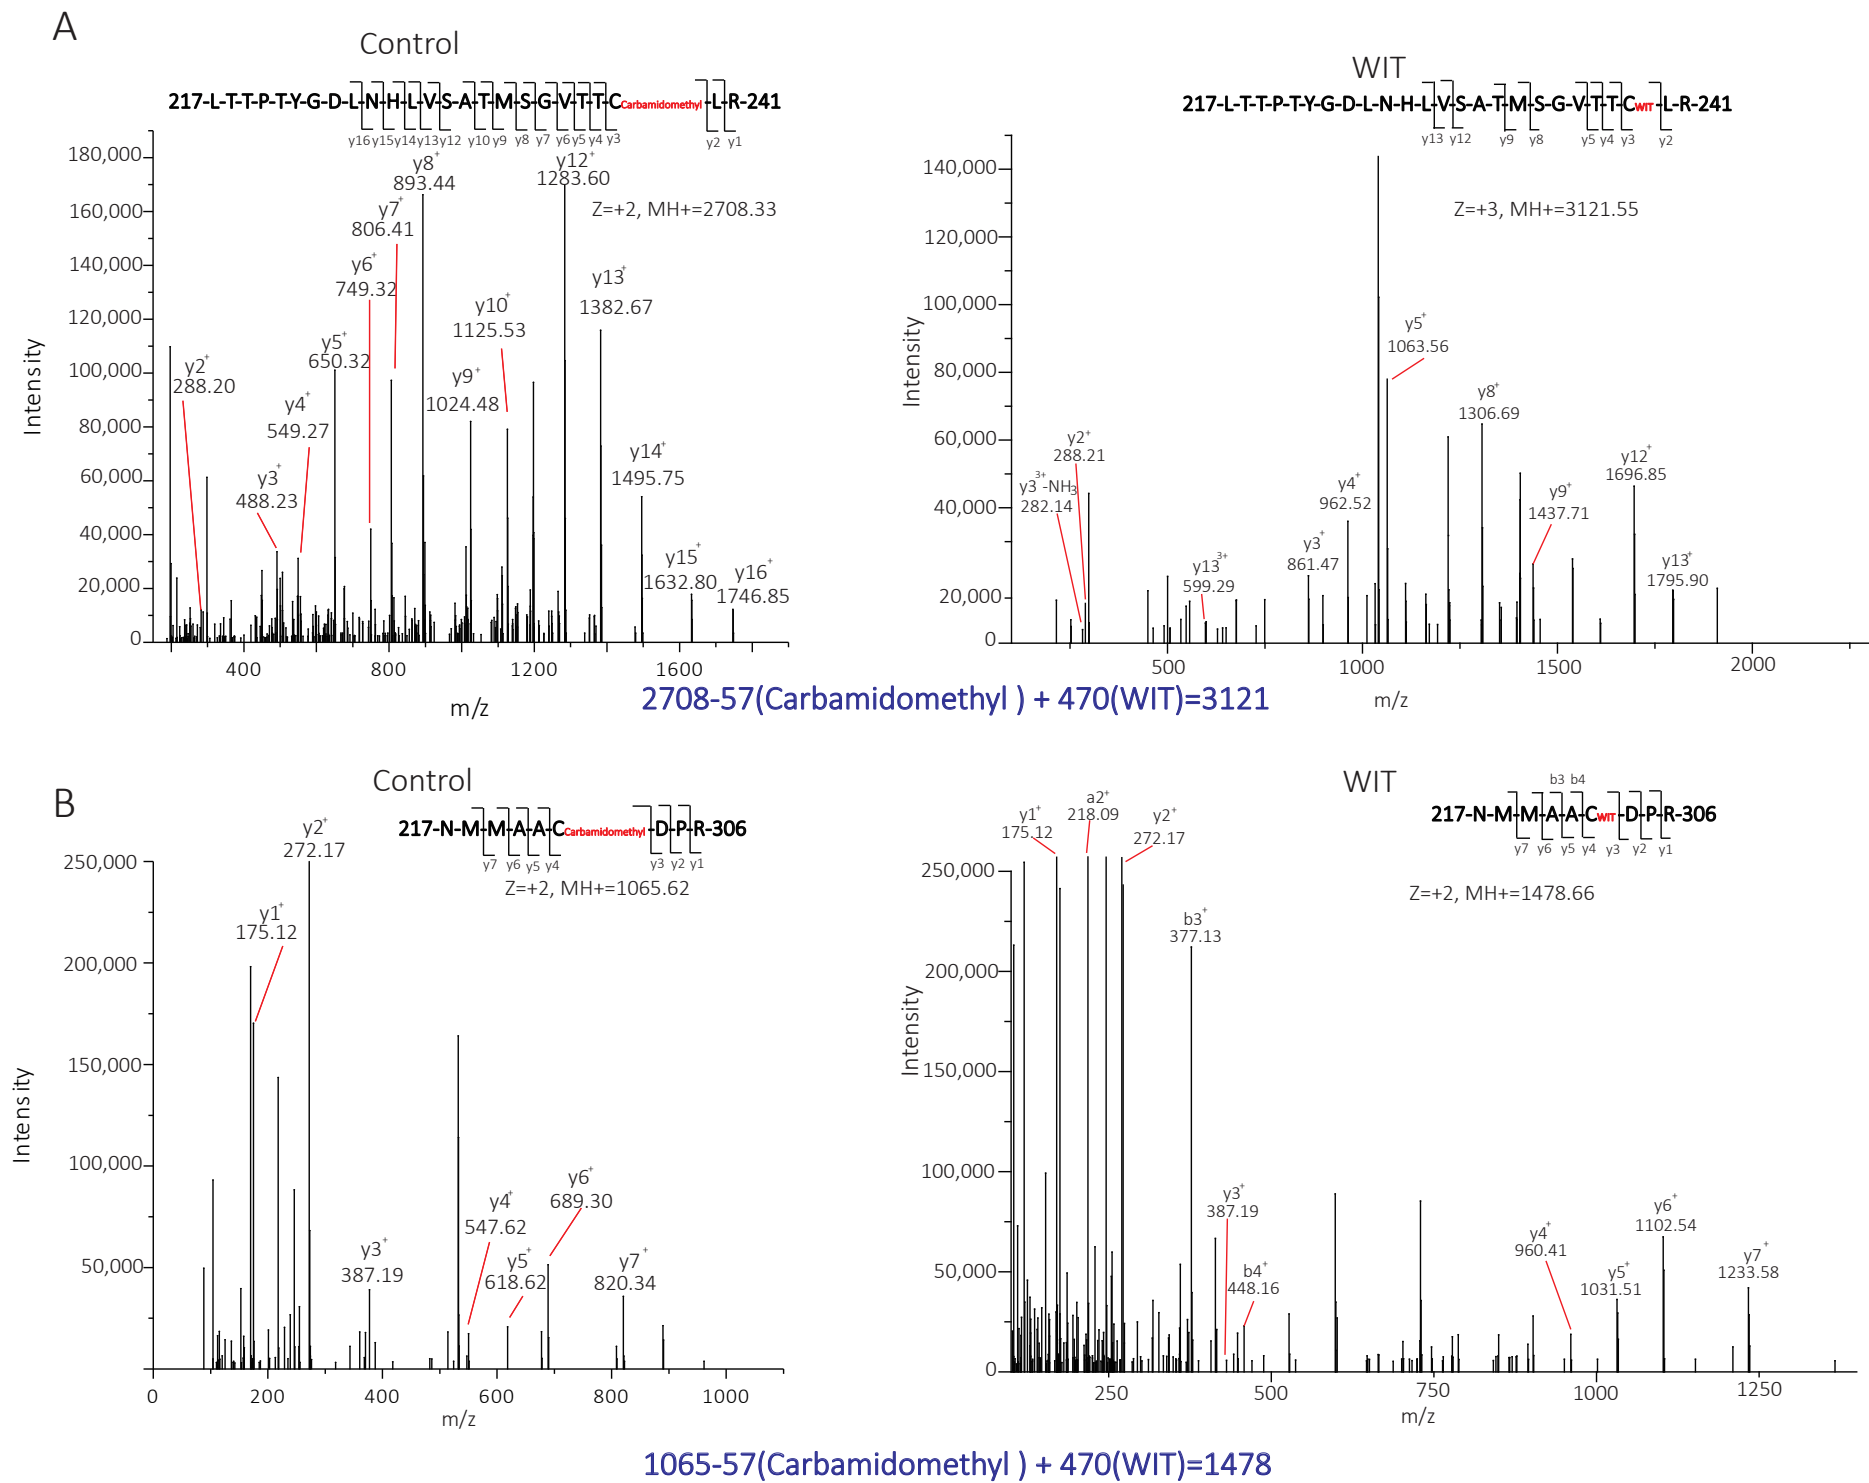 A
Control
217-L-T-T-P-T-Y-G-D-L-N-H-L-V-S-A-T-M-S-G-V-T-T-CCarbamidomethyl-L-R-241
y16 y15 y14 y13 y12 y10 y9 y8 y7 y6 y5 y4 y3 y2 y1
Z=+2, MH+=2708.33
Intensity
180,000
160,000
140,000
120,000
100,000
80,000
60,000
40,000
20,000
0
y2+
288.20
y3+
488.23
y4+
549.27
y5+
650.32
y6+
749.32
y7+
806.41
y8+
893.44
y9+
1024.48
y10+
1125.53
y12+
1283.60
y13+
1382.67
y14+
1495.75
y15+
1632.80
y16+
1746.85
400 800 1200 1600
m/z
WIT
217-L-T-T-P-T-Y-G-D-L-N-H-L-V-S-A-T-M-S-G-V-T-T-CWIT-L-R-241
y13 y12 y9 y8 y5 y4 y3 y2
Z=+3, MH+=3121.55
Intensity
140,000
120,000
100,000
80,000
60,000
40,000
20,000
0
y3 3+-NH3
282.14
y2+
288.21
y13 3+
599.29
y3+
861.47
y4+
962.52
y5+
1063.56
y8+
1306.69
y9+
1437.71
y12+
1696.85
y13+
1795.90
500 1000 1500 2000
m/z
2708-57(Carbamidomethyl ) + 470(WIT)=3121
B
Control
217-N-M-M-A-A-CCarbamidomethyl-D-P-R-306
y7 y6 y5 y4 y3 y2 y1
Z=+2, MH+=1065.62
Intensity
250,000
200,000
150,000
100,000
50,000
y1+
175.12
y2+
272.17
y3+
387.19
y4+
547.62
y5+
618.62
y6+
689.30
y7+
820.34
0 200 400 600 800 1000
m/z
WIT
b3 b4
217-N-M-M-A-A-CWIT-D-P-R-306
y7 y6 y5 y4 y3 y2 y1
Z=+2, MH+=1478.66
Intensity
250,000
200,000
150,000
100,000
50,000
0
y1+
175.12
a2+
218.09
y2+
272.17
b3+
377.13
y3+
387.19
b4+
448.16
y4+
960.41
y5+
1031.51
y6+
1102.54
y7+
1233.58
250 500 750 1000 1250
m/z
1065-57(Carbamidomethyl ) + 470(WIT)=1478